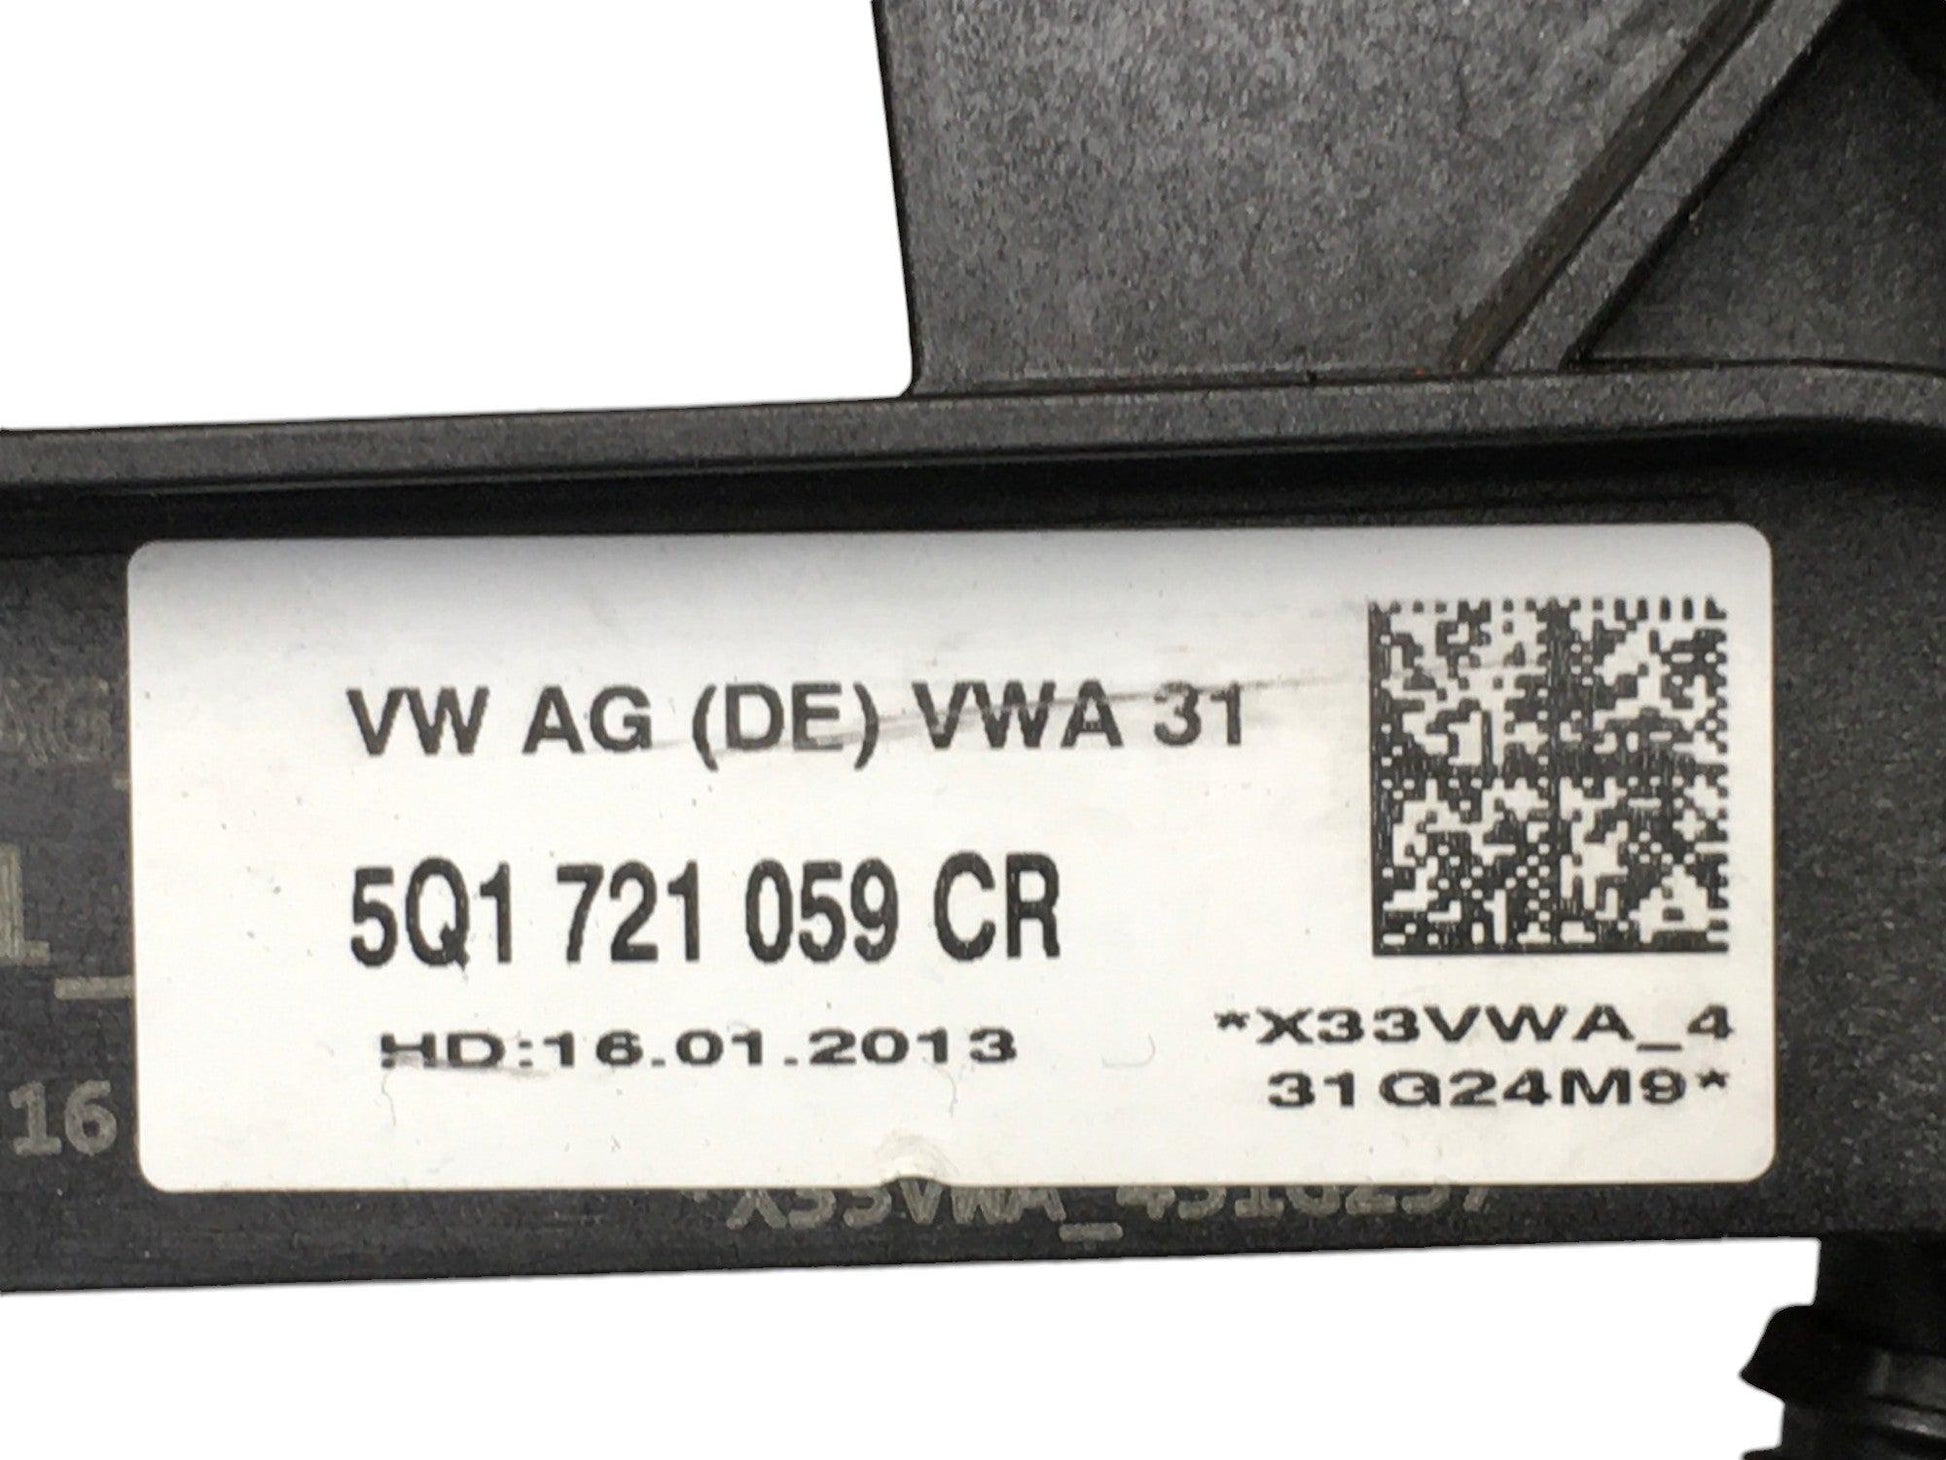 VW AG (DE) VWA 31
5Q1 721 059 CR
HD:16.01.2013
*X33VWA_4
31G24M9*
16